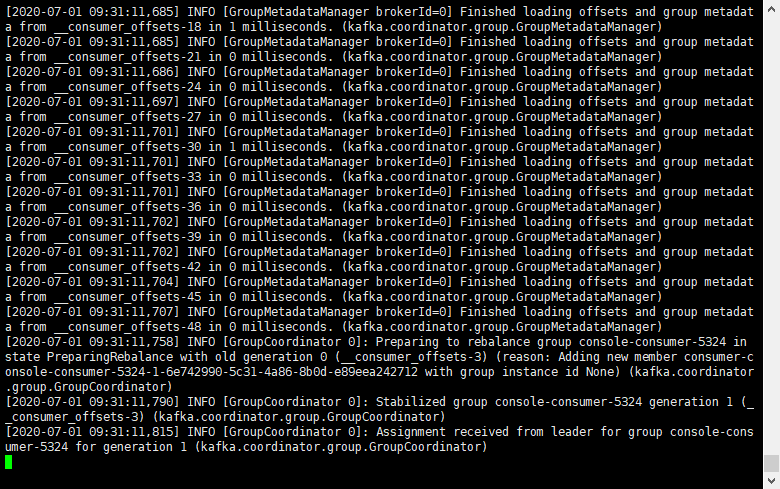 [2020-07-01 09:31:11,685] INFO [GroupMetadataManager brokerId=0] Finished loading offsets and group metadat
a from __consumer_offsets-18 in 1 milliseconds. (kafka.coordinator.group.GroupMetadataManager)
[2020-07-01 09:31:11,685] INFO [GroupMetadataManager brokerId=0] Finished loading offsets and group metadat
a from __consumer_offsets-21 in 0 milliseconds. (kafka.coordinator.group.GroupMetadataManager)
[2020-07-01 09:31:11,686] INFO [GroupMetadataManager brokerId=0] Finished loading offsets and group metadat
a from __consumer_offsets-24 in 0 milliseconds. (kafka.coordinator.group.GroupMetadataManager)
[2020-07-01 09:31:11,697] INFO [GroupMetadataManager brokerId=0] Finished loading offsets and group metadat
a from __consumer_offsets-27 in 0 milliseconds. (kafka.coordinator.group.GroupMetadataManager)
[2020-07-01 09:31:11,701] INFO [GroupMetadataManager brokerId=0] Finished loading offsets and group metadat
a from __consumer_offsets-30 in 1 milliseconds. (kafka.coordinator.group.GroupMetadataManager)
[2020-07-01 09:31:11,701] INFO [GroupMetadataManager brokerId=0] Finished loading offsets and group metadat
a from __consumer_offsets-33 in 0 milliseconds. (kafka.coordinator.group.GroupMetadataManager)
[2020-07-01 09:31:11,701] INFO [GroupMetadataManager brokerId=0] Finished loading offsets and group metadat
a from __consumer_offsets-36 in 0 milliseconds. (kafka.coordinator.group.GroupMetadataManager)
[2020-07-01 09:31:11,702] INFO [GroupMetadataManager brokerId=0] Finished loading offsets and group metadat
a from __consumer_offsets-39 in 0 milliseconds. (kafka.coordinator.group.GroupMetadataManager)
[2020-07-01 09:31:11,702] INFO [GroupMetadataManager brokerId=0] Finished loading offsets and group metadat
a from __consumer_offsets-42 in 0 milliseconds. (kafka.coordinator.group.GroupMetadataManager)
[2020-07-01 09:31:11,704] INFO [GroupMetadataManager brokerId=0] Finished loading offsets and group metadat
a from __consumer_offsets-45 in 0 milliseconds. (kafka.coordinator.group.GroupMetadataManager)
[2020-07-01 09:31:11,707] INFO [GroupMetadataManager brokerId=0] Finished loading offsets and group metadat
a from __consumer_offsets-48 in 0 milliseconds. (kafka.coordinator.group.GroupMetadataManager)
[2020-07-01 09:31:11,758] INFO [GroupCoordinator 0]: Preparing to rebalance group console-consumer-5324 in
state PreparingRebalance with old generation 0 (__consumer_offsets-3) (reason: Adding new member consumer-c
onsole-consumer-5324-1-6e742990-5c31-4a86-8b0d-e89eea242712 with group instance id None) (kafka.coordinator
.group.GroupCoordinator)
[2020-07-01 09:31:11,790] INFO [GroupCoordinator 0]: Stabilized group console-consumer-5324 generation 1 (_
_consumer_offsets-3) (kafka.coordinator.group.GroupCoordinator)
[2020-07-01 09:31:11,815] INFO [GroupCoordinator 0]: Assignment received from leader for group console-cons
umer-5324 for generation 1 (kafka.coordinator.group.GroupCoordinator)